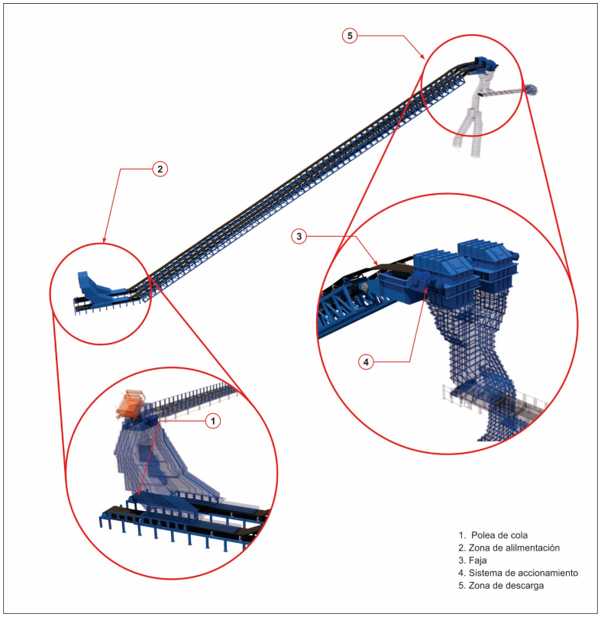 5
2
3
4
1
1. Polea de cola
2. Zona de alilmentación
3. Faja
4. Sistema de accionamiento
5. Zona de descarga